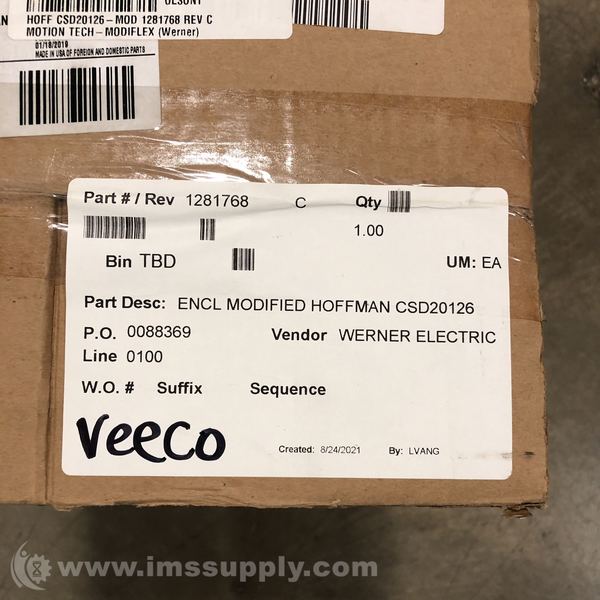 HOFF CSD20126-MOD 1281768 REV C
MOTION TECH-MODIFLEX (Werner)
01/18/2019
MADE IN USA OF FOREIGN AND DOMESTIC PARTS
Part # / Rev 1281768 C Qty
1.00
Bin TBD UM: EA
Part Desc: ENCL MODIFIED HOFFMAN CSD20126
P.O. 0088369 Vendor WERNER ELECTRIC
Line 0100
W.O. # Suffix Sequence
Veeco
Created: 8/24/2021 By: LVANG
www.imssupply.com